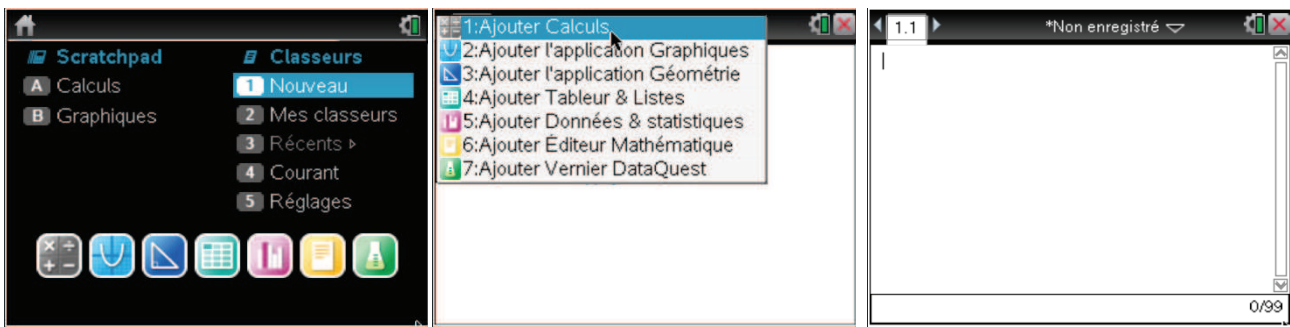 Scratchpad
A Calculs
B Graphiques
Classeurs
1 Nouveau
2 Mes classeurs
3 Récents ▹
4 Courant
5 Réglages
1:Ajouter Calculs
2:Ajouter l'application Graphiques
3:Ajouter l'application Géométrie
4:Ajouter Tableur & Listes
5:Ajouter Données & statistiques
6:Ajouter Éditeur Mathématique
7:Ajouter Vernier DataQuest
1.1 *Non enregistré
0/99